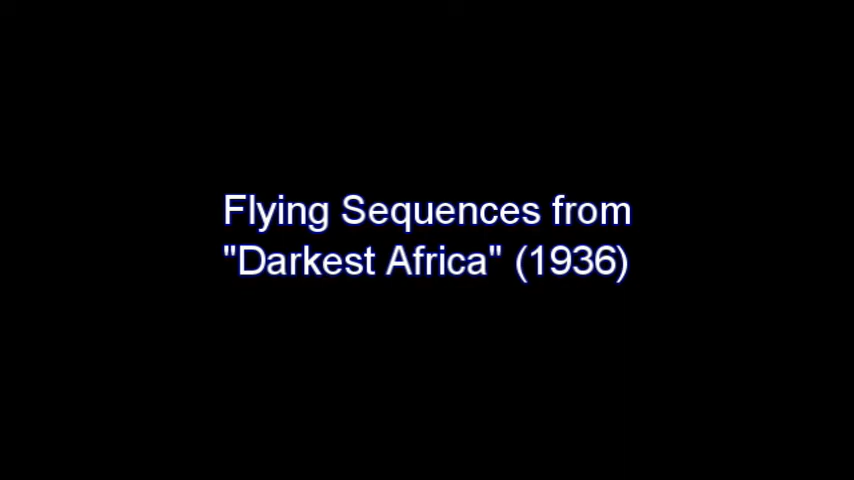 Flying Sequences from
"Darkest Africa" (1936)